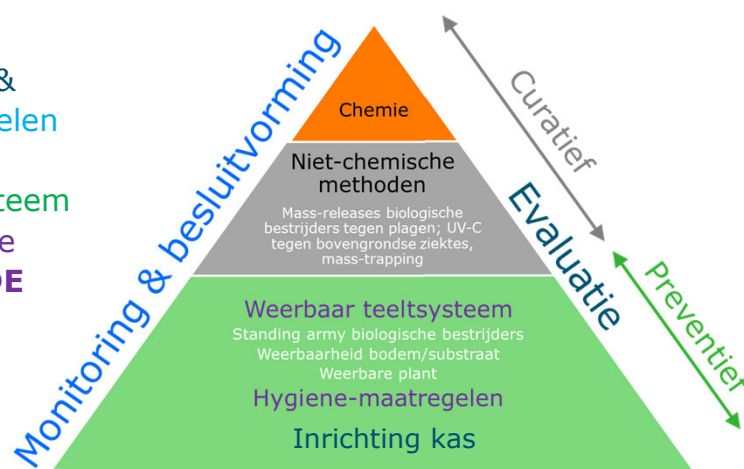 &
elen
teem
e
DE
Monitoring & besluitvorming
Chemie
Niet-chemische
methoden
Mass-releases biologische
bestrijders tegen plagen; UV-C
tegen bovengrondse ziektes,
mass-trapping
Weerbaar teeltsysteem
Standing army biologische bestrijders
Weerbaarheid bodem/substraat
Weerbare plant
Hygiene-maatregelen
Inrichting kas
Evaluatie
Curatief
Preventief